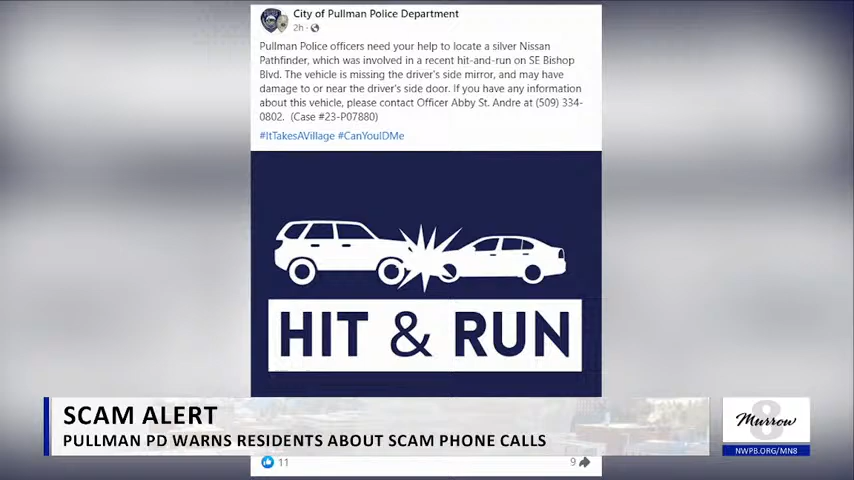 City of Pullman Police Department
2h ·
Pullman Police officers need your help to locate a silver Nissan
Pathfinder, which was involved in a recent hit-and-run on SE Bishop
Blvd. The vehicle is missing the driver's side mirror, and may have
damage to or near the driver's side door. If you have any information
about this vehicle, please contact Officer Abby St. Andre at (509) 334-
0802. (Case #23-P07880)
#ItTakesAVillage #CanYouIDMe
HIT & RUN
SCAM ALERT
PULLMAN PD WARNS RESIDENTS ABOUT SCAM PHONE CALLS
8
Murrow
NWPB.ORG/MN8
11
9